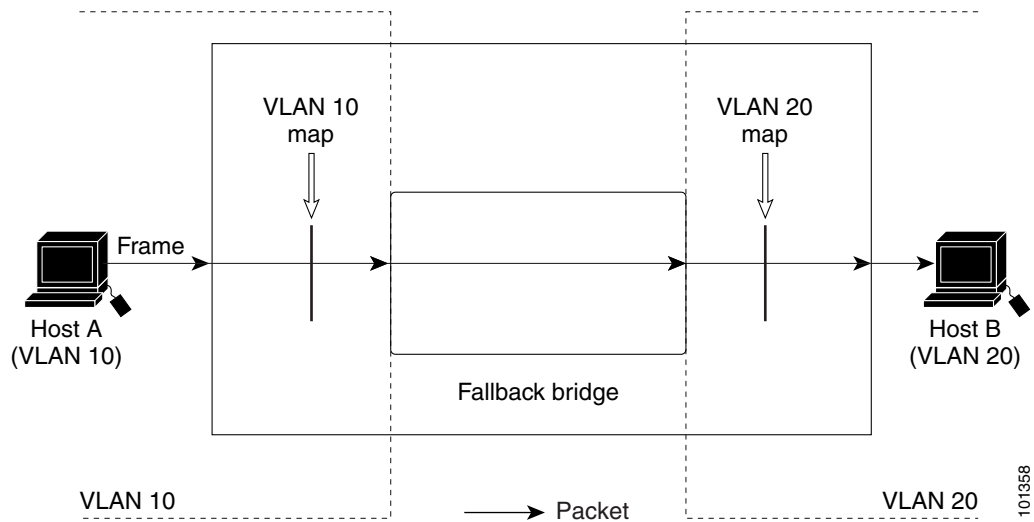 VLAN 10
map
VLAN 20
map
Frame
Host A
(VLAN 10)
Host B
(VLAN 20)
Fallback bridge
VLAN 10
Packet
VLAN 20
101358